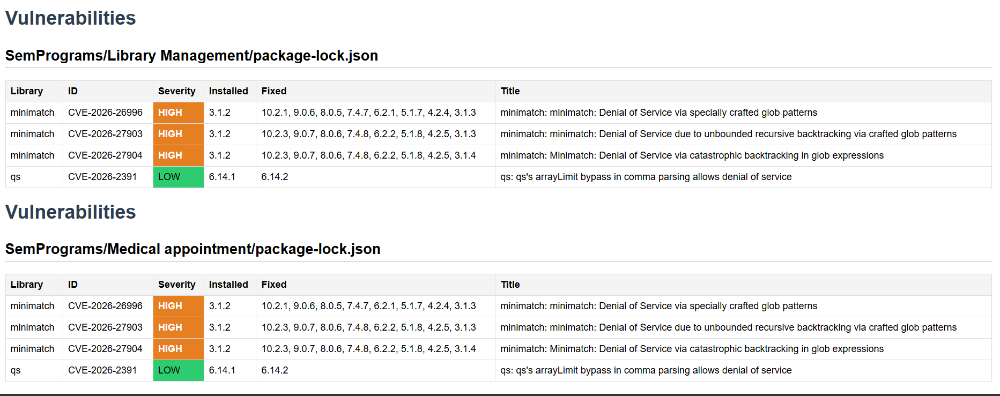 Vulnerabilities
SemPrograms/Library Management/package-lock.json
Library ID Severity Installed Fixed Title
minimatch CVE-2026-26996 HIGH 3.1.2 10.2.1, 9.0.6, 8.0.5, 7.4.7, 6.2.1, 5.1.7, 4.2.4, 3.1.3 minimatch: minimatch: Denial of Service via specially crafted glob patterns
minimatch CVE-2026-27903 HIGH 3.1.2 10.2.3, 9.0.7, 8.0.6, 7.4.8, 6.2.2, 5.1.8, 4.2.5, 3.1.3 minimatch: minimatch: Denial of Service due to unbounded recursive backtracking via crafted glob patterns
minimatch CVE-2026-27904 HIGH 3.1.2 10.2.3, 9.0.7, 8.0.6, 7.4.8, 6.2.2, 5.1.8, 4.2.5, 3.1.4 minimatch: Minimatch: Denial of Service via catastrophic backtracking in glob expressions
qs CVE-2026-2391 LOW 6.14.1 6.14.2 qs: qs's arrayLimit bypass in comma parsing allows denial of service
Vulnerabilities
SemPrograms/Medical appointment/package-lock.json
Library ID Severity Installed Fixed Title
minimatch CVE-2026-26996 HIGH 3.1.2 10.2.1, 9.0.6, 8.0.5, 7.4.7, 6.2.1, 5.1.7, 4.2.4, 3.1.3 minimatch: minimatch: Denial of Service via specially crafted glob patterns
minimatch CVE-2026-27903 HIGH 3.1.2 10.2.3, 9.0.7, 8.0.6, 7.4.8, 6.2.2, 5.1.8, 4.2.5, 3.1.3 minimatch: minimatch: Denial of Service due to unbounded recursive backtracking via crafted glob patterns
minimatch CVE-2026-27904 HIGH 3.1.2 10.2.3, 9.0.7, 8.0.6, 7.4.8, 6.2.2, 5.1.8, 4.2.5, 3.1.4 minimatch: Minimatch: Denial of Service via catastrophic backtracking in glob expressions
qs CVE-2026-2391 LOW 6.14.1 6.14.2 qs: qs's arrayLimit bypass in comma parsing allows denial of service